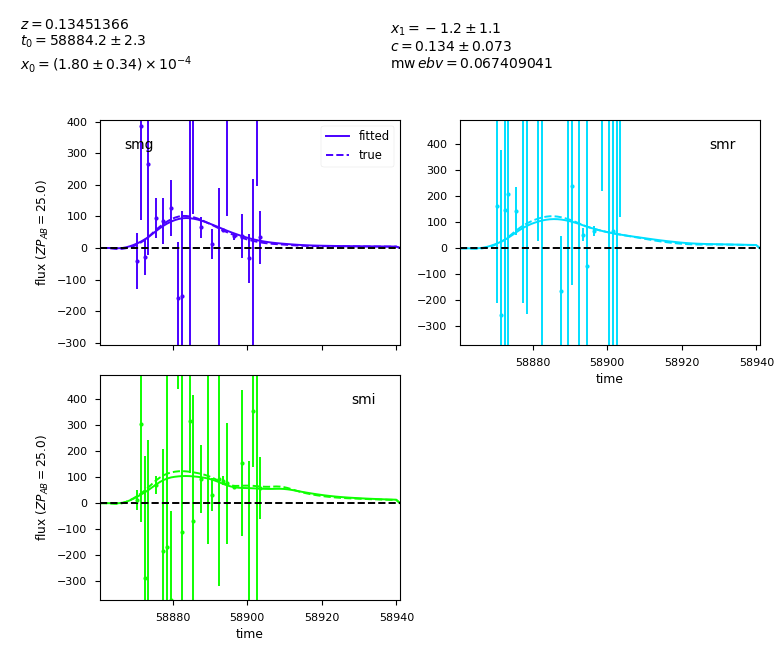 z = 0.13451366
t₀ = 58884.2 ± 2.3
x₀ = (1.80 ± 0.34) × 10⁻⁴
x₁ = −1.2 ± 1.1
c = 0.134 ± 0.073
mw ebv = 0.067409041
400
300
200
100
0
−100
−200
−300
flux (ZP_AB = 25.0)
smg
fitted
true
400
300
200
100
0
−100
−200
−300
smr
58880 58900 58920 58940
time
400
300
200
100
0
−100
−200
−300
flux (ZP_AB = 25.0)
smi
58880 58900 58920 58940
time